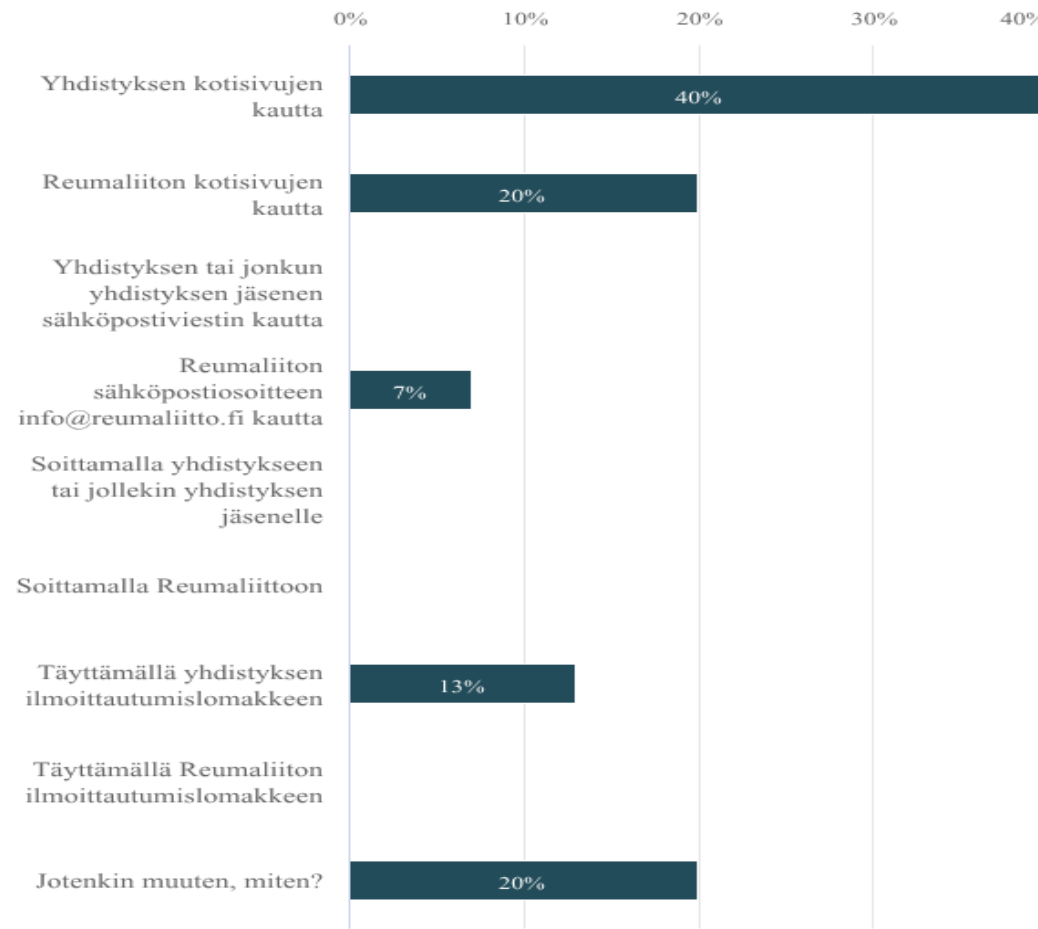 0% 10% 20% 30% 40%
Yhdistyksen kotisivujen
kautta
40%
Reumaliiton kotisivujen
kautta
20%
Yhdistyksen tai jonkun
yhdistyksen jäsenen
sähköpostiviestin kautta
Reumaliiton
sähköpostiosoitteen
info@reumaliitto.fi kautta
7%
Soittamalla yhdistykseen
tai jollekin yhdistyksen
jäsenelle
Soittamalla Reumaliittoon
Täyttämällä yhdistyksen
ilmoittautumislomakkeen
13%
Täyttämällä Reumaliiton
ilmoittautumislomakkeen
Jotenkin muuten, miten?
20%